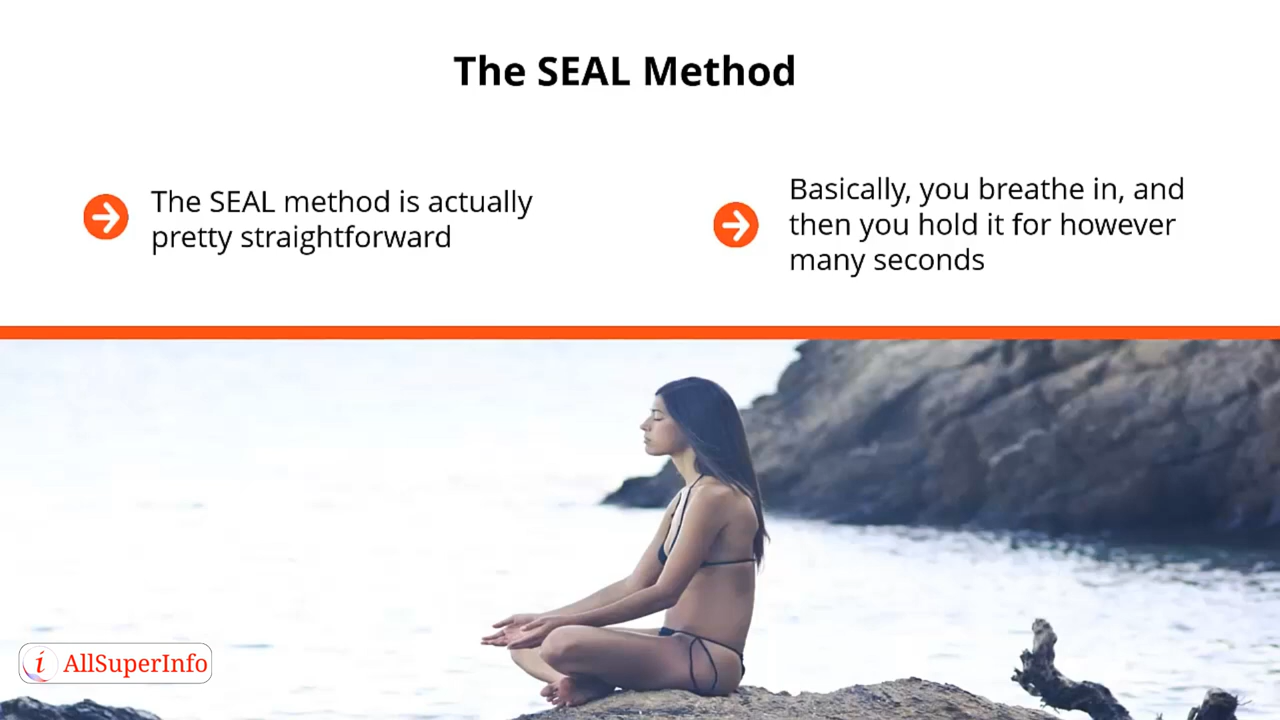 The SEAL Method
The SEAL method is actually
pretty straightforward
Basically, you breathe in, and
then you hold it for however
many seconds
i AllSuperInfo